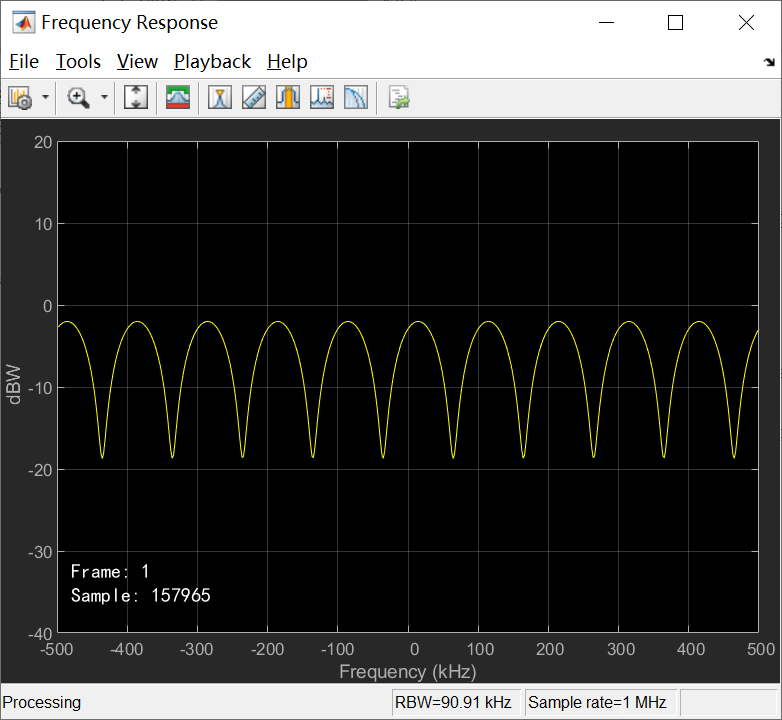 Frequency Response
File Tools View Playback Help
20
10
0
-10
-20
-30
-40
dBW
Frame: 1
Sample: 157965
-500 -400 -300 -200 -100 0 100 200 300 400 500
Frequency (kHz)
Processing RBW=90.91 kHz Sample rate=1 MHz